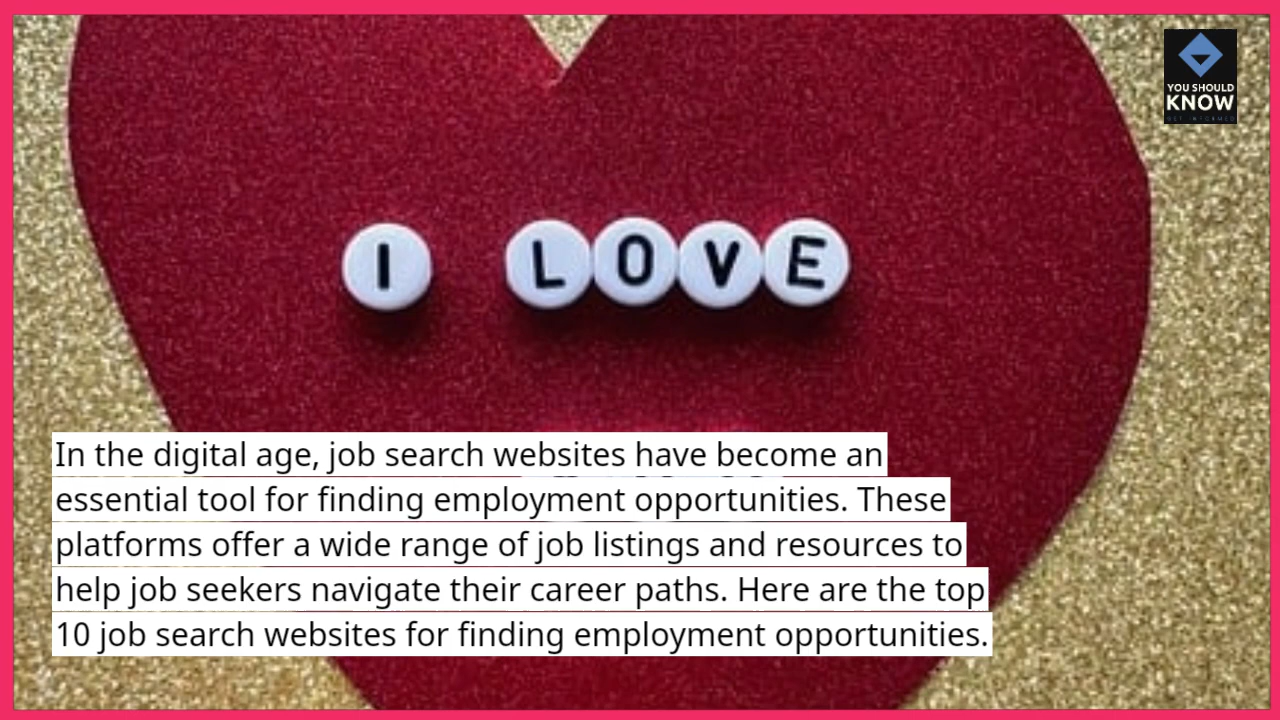 YOU SHOULD
KNOW
GET INFORMED
I LOVE
In the digital age, job search websites have become an
essential tool for finding employment opportunities. These
platforms offer a wide range of job listings and resources to
help job seekers navigate their career paths. Here are the top
10 job search websites for finding employment opportunities.